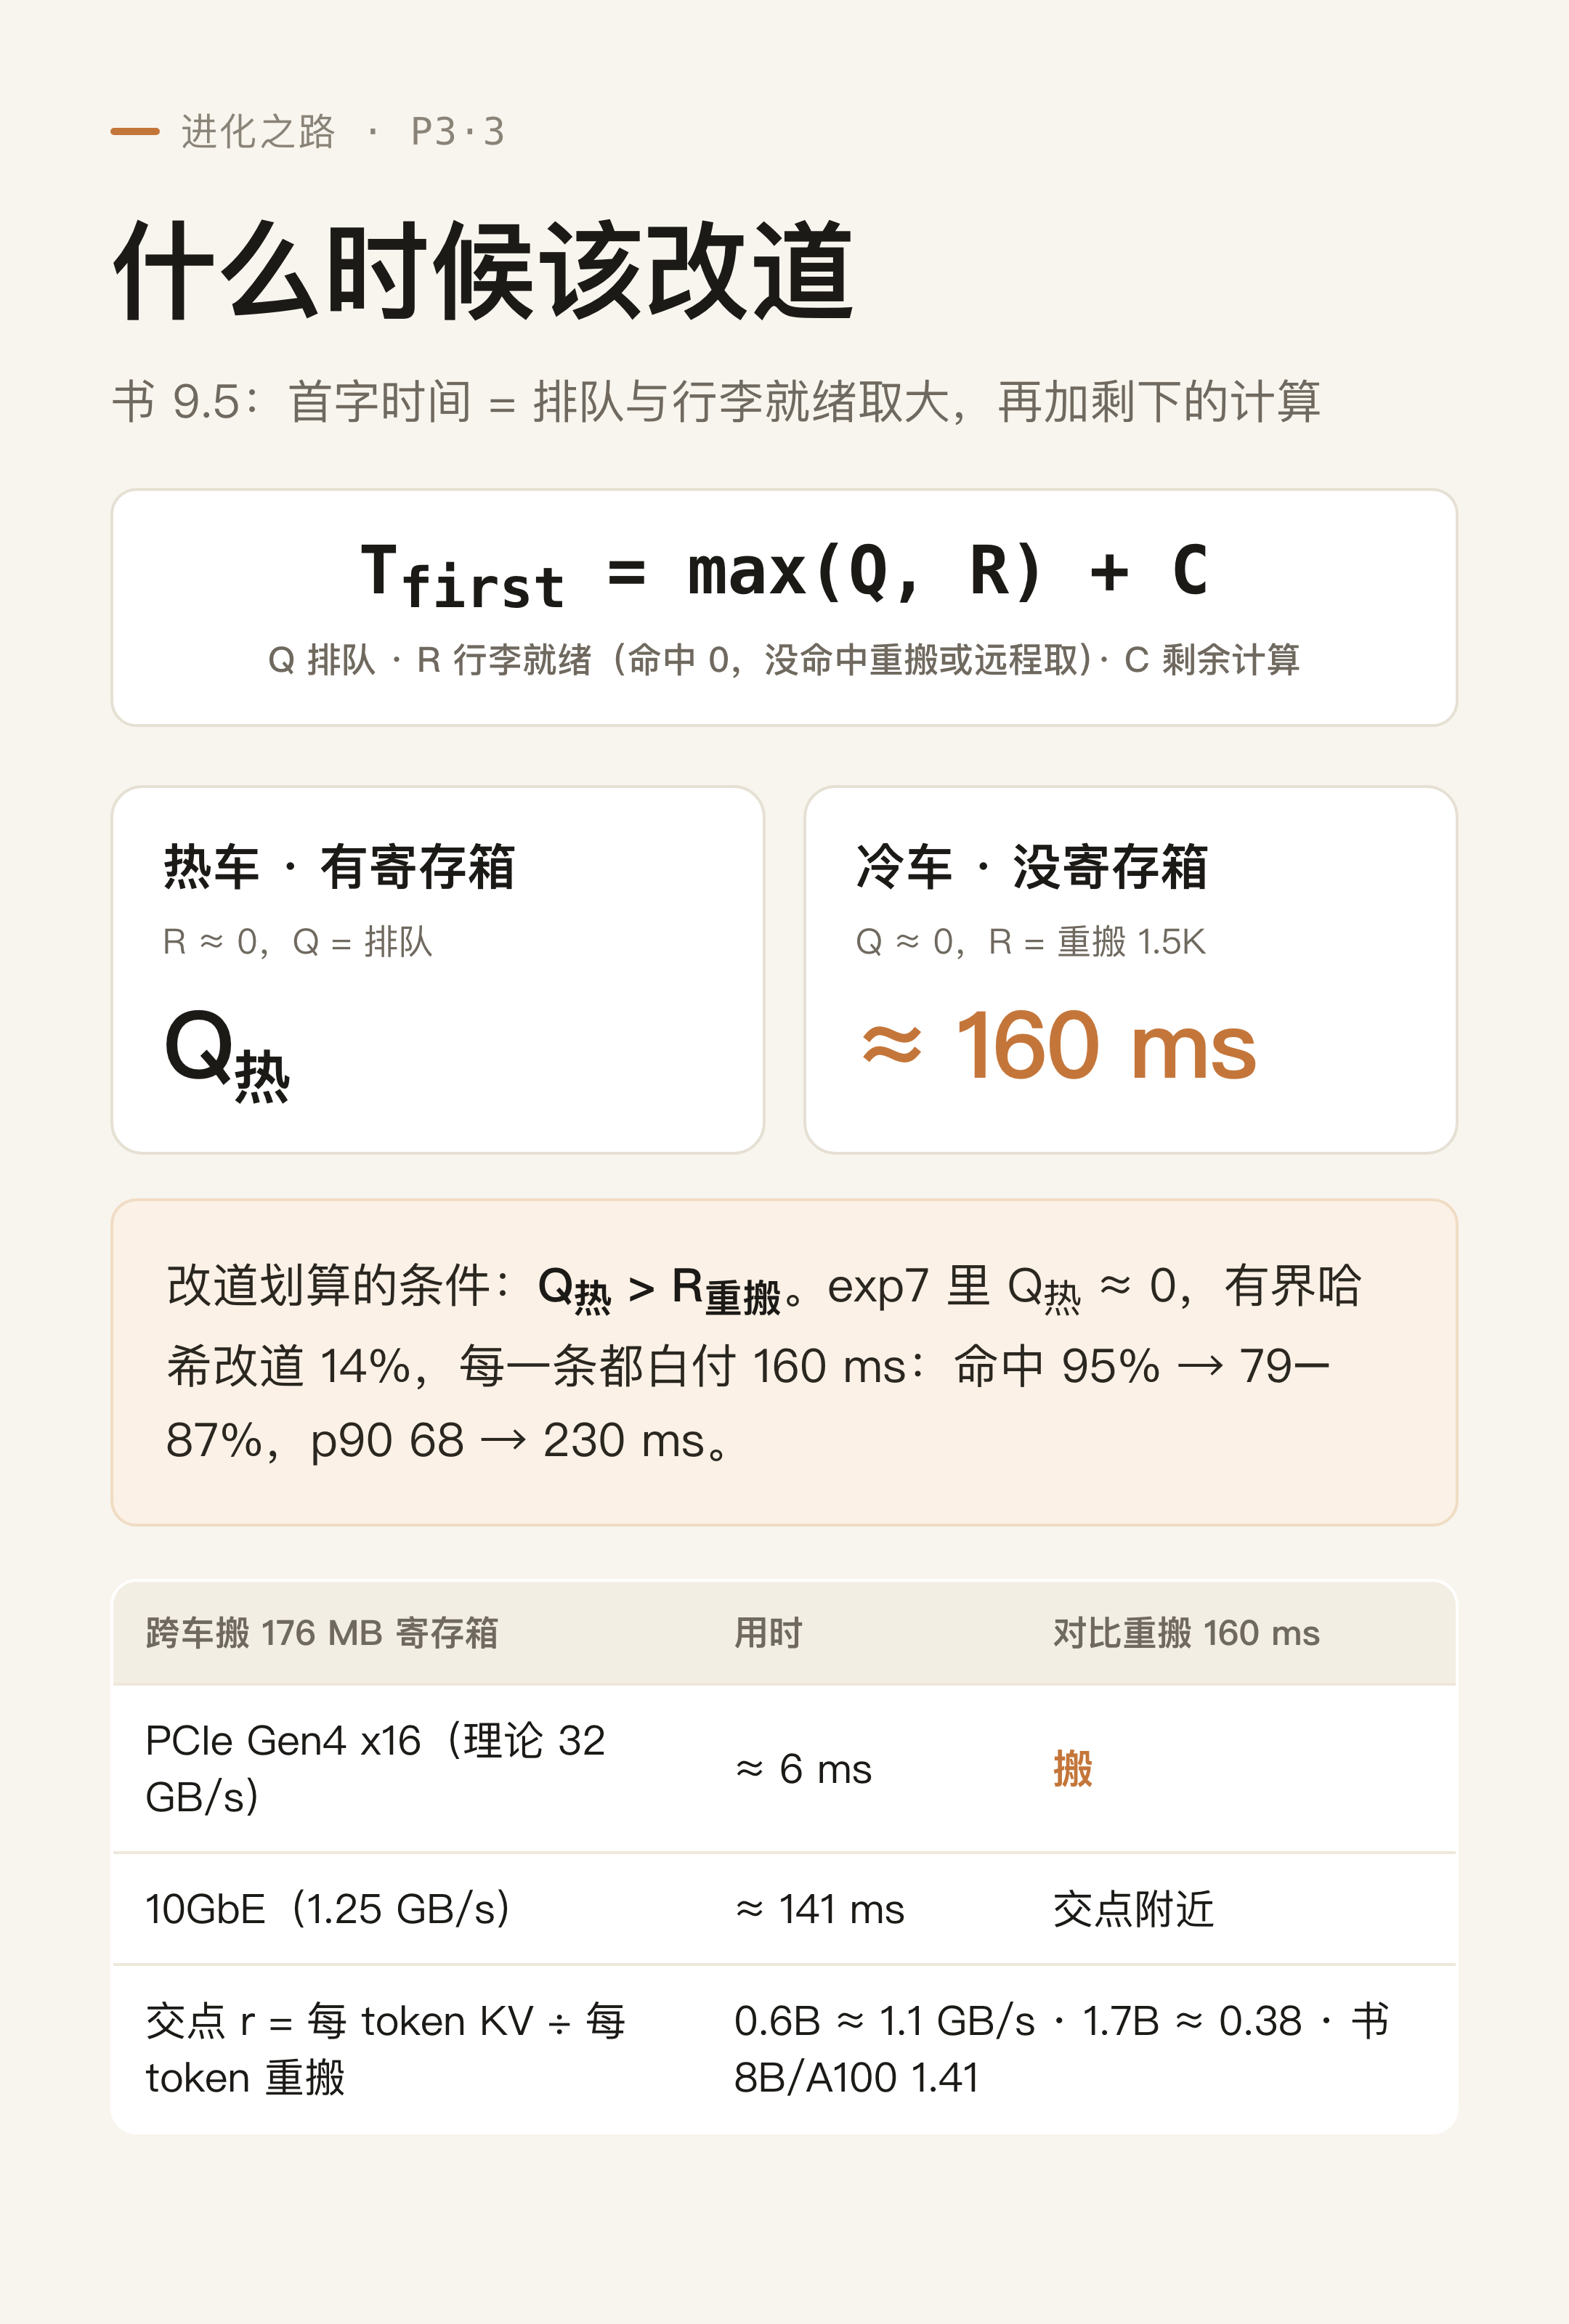 进化之路 · P3·3
什么时候该改道
书 9.5：首字时间 = 排队与行李就绪取大，再加剩下的计算
Tfirst = max(Q, R) + C
Q 排队 · R 行李就绪（命中 0，没命中重搬或远程取）· C 剩余计算
热车 · 有寄存箱
R ≈ 0，Q = 排队
Q热
冷车 · 没寄存箱
Q ≈ 0，R = 重搬 1.5K
≈ 160 ms
改道划算的条件：Q热 > R重搬。exp7 里 Q热 ≈ 0，有界哈
希改道 14%，每一条都白付 160 ms：命中 95% → 79–
87%，p90 68 → 230 ms。
跨车搬 176 MB 寄存箱 用时 对比重搬 160 ms
PCIe Gen4 x16（理论 32
GB/s）
≈ 6 ms
搬
10GbE（1.25 GB/s） ≈ 141 ms 交点附近
交点 r = 每 token KV ÷ 每
token 重搬
0.6B ≈ 1.1 GB/s · 1.7B ≈ 0.38 · 书
8B/A100 1.41